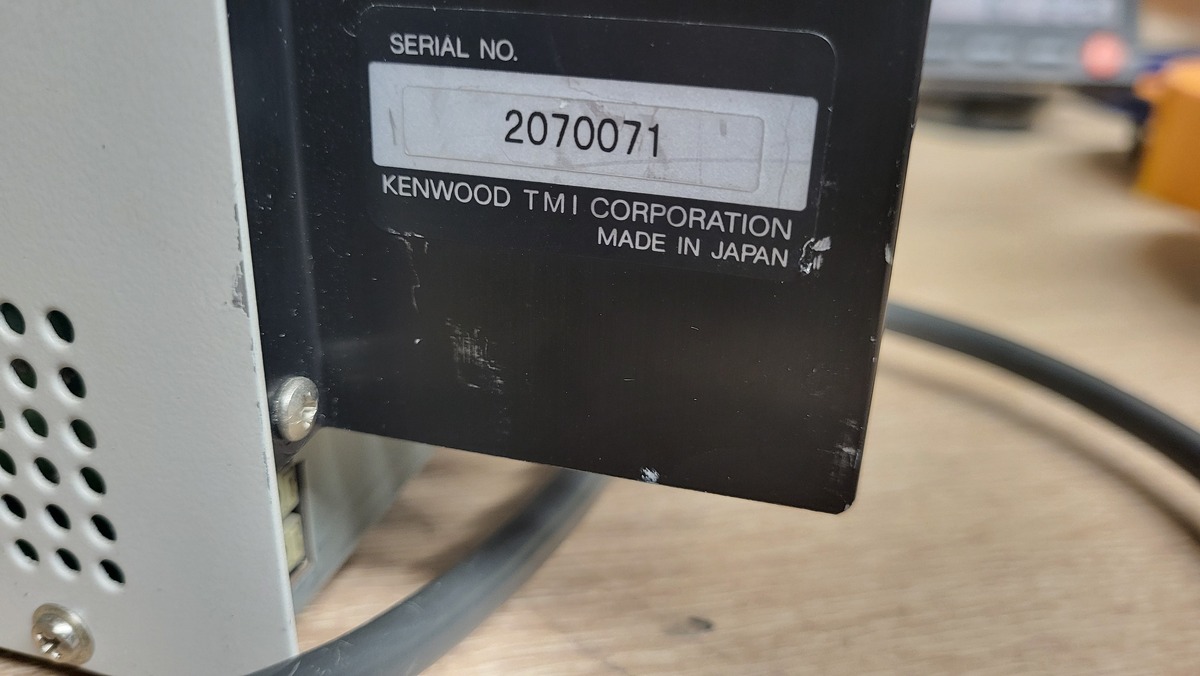 SERIAL NO.
2070071
KENWOOD TMI CORPORATION
MADE IN JAPAN